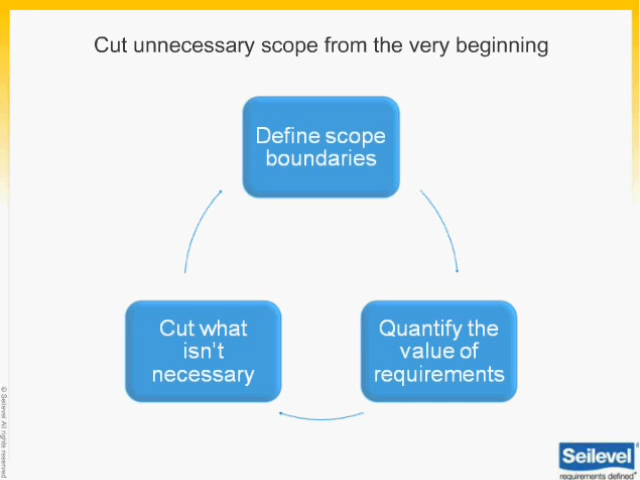 Cut unnecessary scope from the very beginning
Define scope
boundaries
Cut what
isn't
necessary
Quantify the
value of
requirements
© Seilevel All rights reserved
Seilevel®
requirements defined®